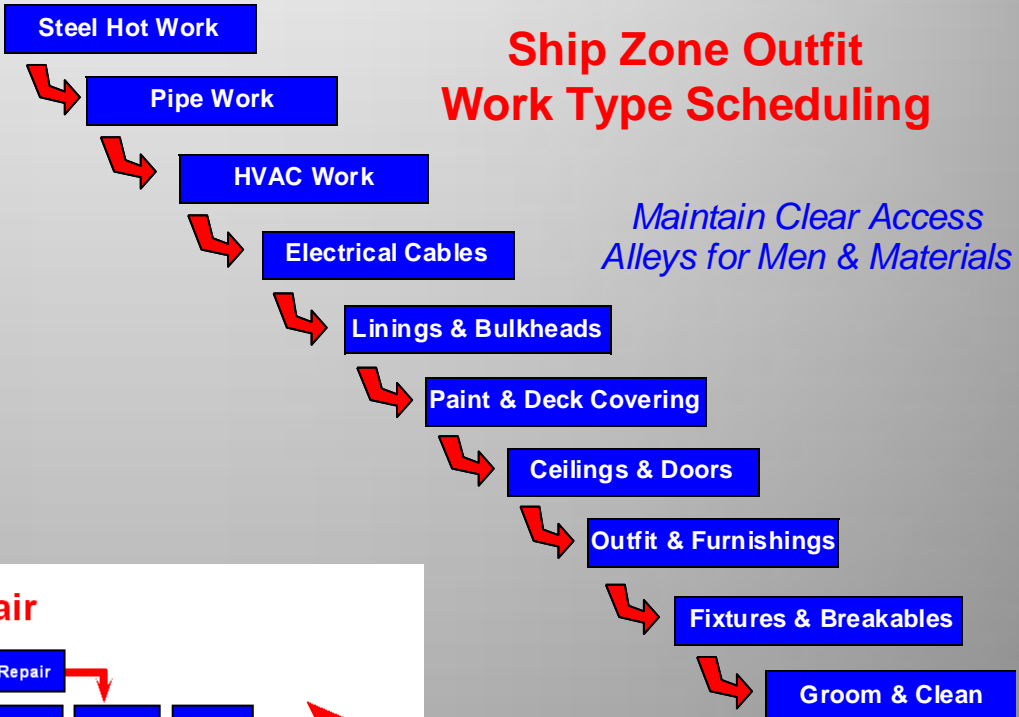 Steel Hot Work
Ship Zone Outfit
Work Type Scheduling
Pipe Work
HVAC Work
Maintain Clear Access
Alleys for Men & Materials
Electrical Cables
Linings & Bulkheads
Paint & Deck Covering
Ceilings & Doors
Outfit & Furnishings
Fixtures & Breakables
Groom & Clean
Repair